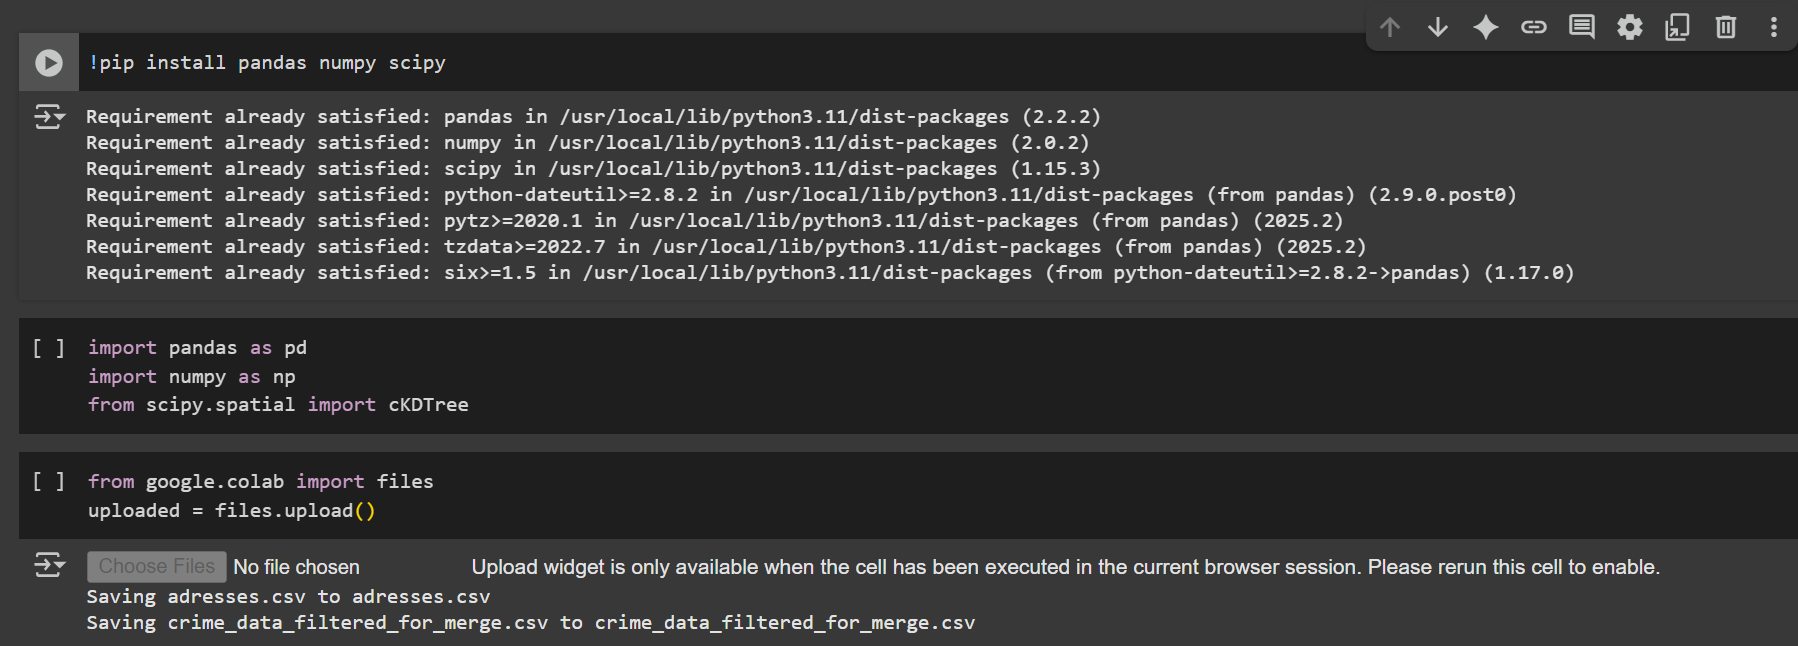 !pip install pandas numpy scipy
Requirement already satisfied: pandas in /usr/local/lib/python3.11/dist-packages (2.2.2)
Requirement already satisfied: numpy in /usr/local/lib/python3.11/dist-packages (2.0.2)
Requirement already satisfied: scipy in /usr/local/lib/python3.11/dist-packages (1.15.3)
Requirement already satisfied: python-dateutil>=2.8.2 in /usr/local/lib/python3.11/dist-packages (from pandas) (2.9.0.post0)
Requirement already satisfied: pytz>=2020.1 in /usr/local/lib/python3.11/dist-packages (from pandas) (2025.2)
Requirement already satisfied: tzdata>=2022.7 in /usr/local/lib/python3.11/dist-packages (from pandas) (2025.2)
Requirement already satisfied: six>=1.5 in /usr/local/lib/python3.11/dist-packages (from python-dateutil>=2.8.2->pandas) (1.17.0)
[ ] import pandas as pd
import numpy as np
from scipy.spatial import cKDTree
[ ] from google.colab import files
uploaded = files.upload()
Choose Files No file chosen Upload widget is only available when the cell has been executed in the current browser session. Please rerun this cell to enable.
Saving adresses.csv to adresses.csv
Saving crime_data_filtered_for_merge.csv to crime_data_filtered_for_merge.csv